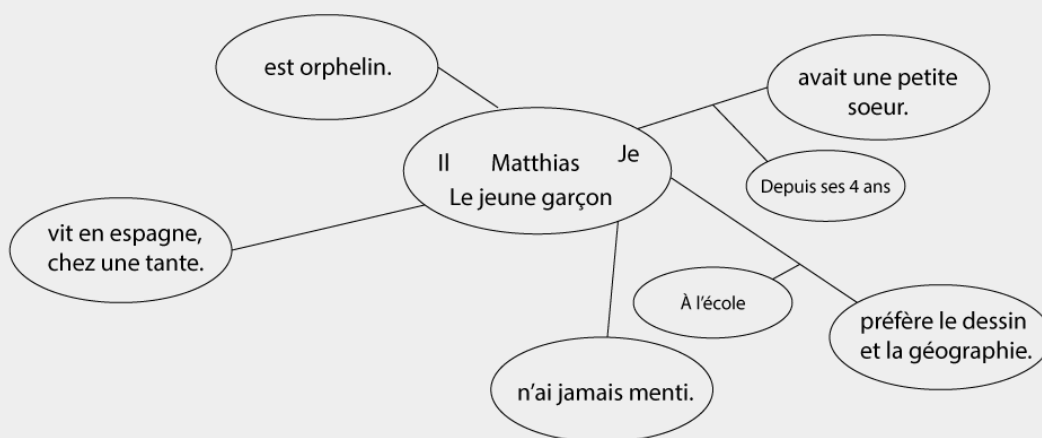 est orphelin.
avait une petite
soeur.
Il Matthias Je
Le jeune garçon
Depuis ses 4 ans
vit en espagne,
chez une tante.
À l'école
préfère le dessin
et la géographie.
n'ai jamais menti.